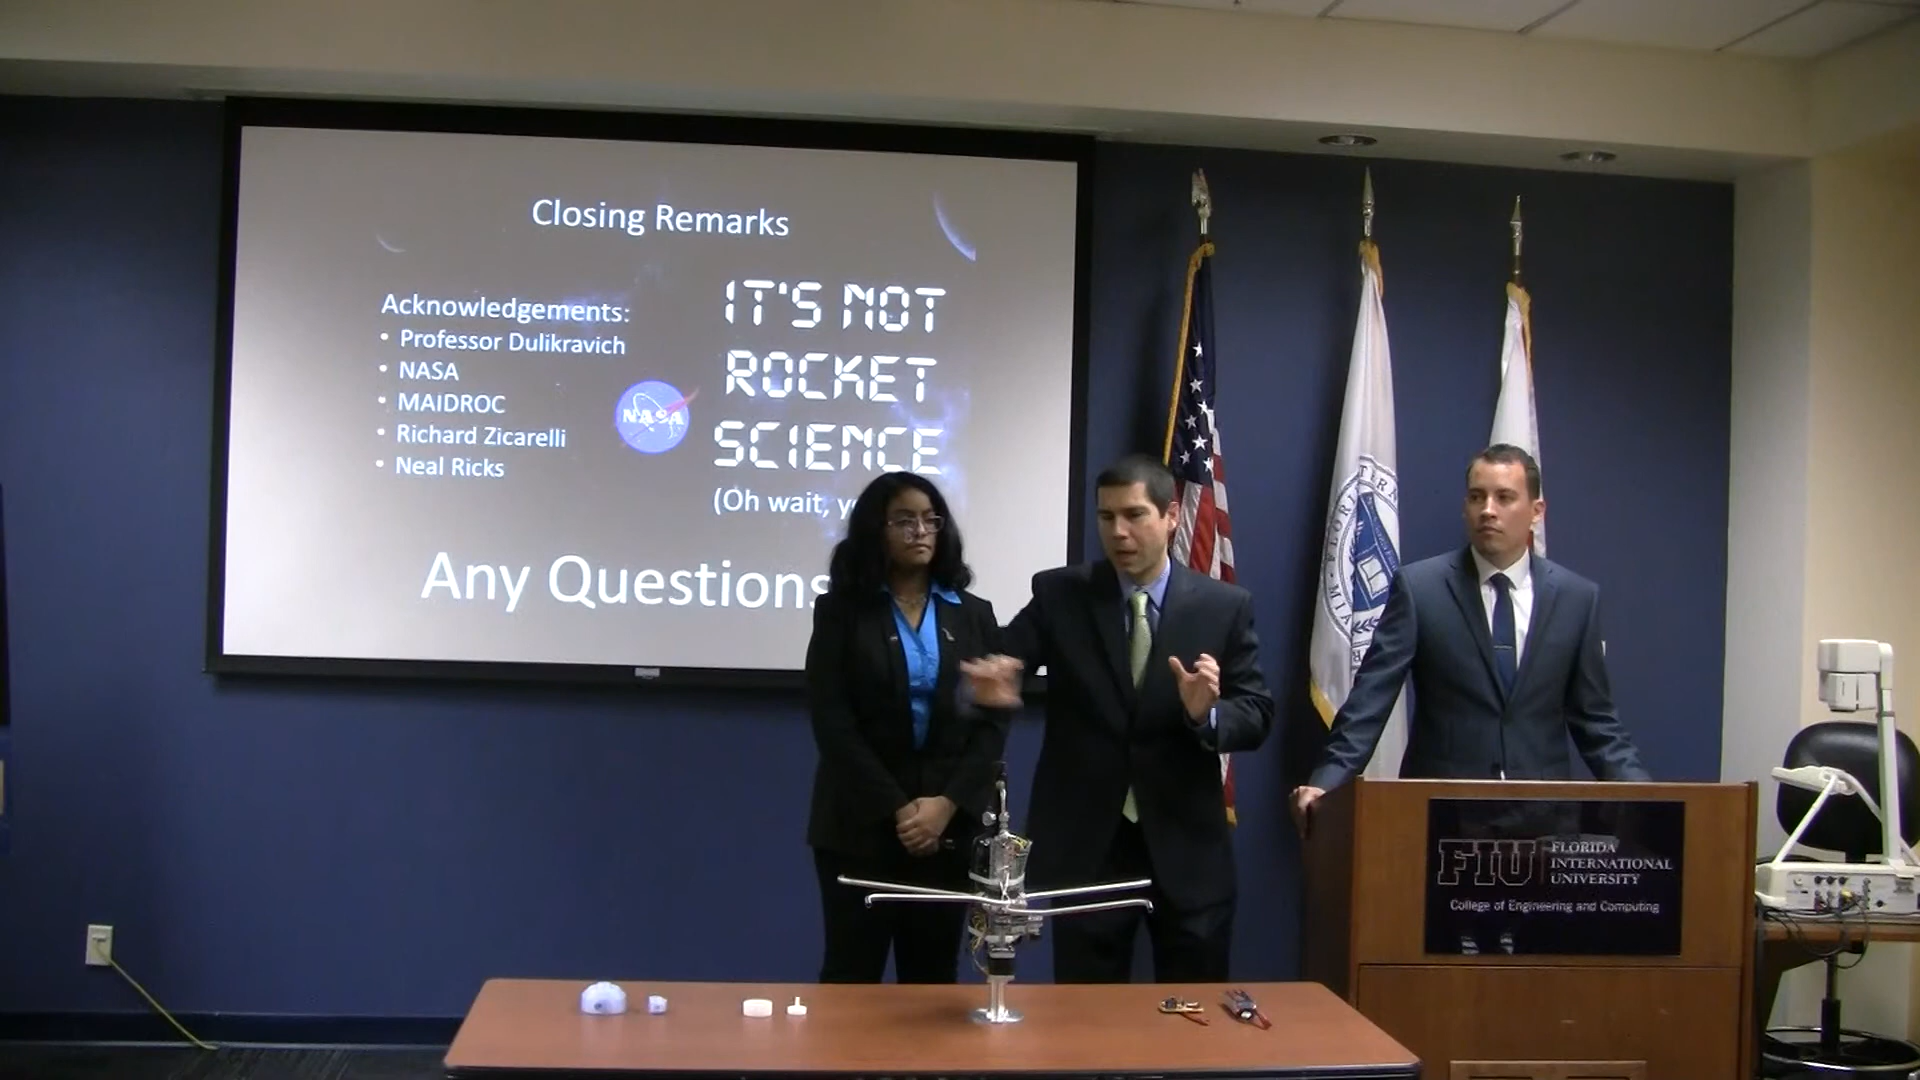 Closing Remarks
Acknowledgements:
• Professor Dulikravich
• NASA
• MAIDROC
• Richard Zicarelli
• Neal Ricks
NASA
IT'S NOT
ROCKET
SCIENCE
(Oh wait,
Any Questions
FIU
FLORIDA
INTERNATIONAL
UNIVERSITY
College of Engineering and Computing